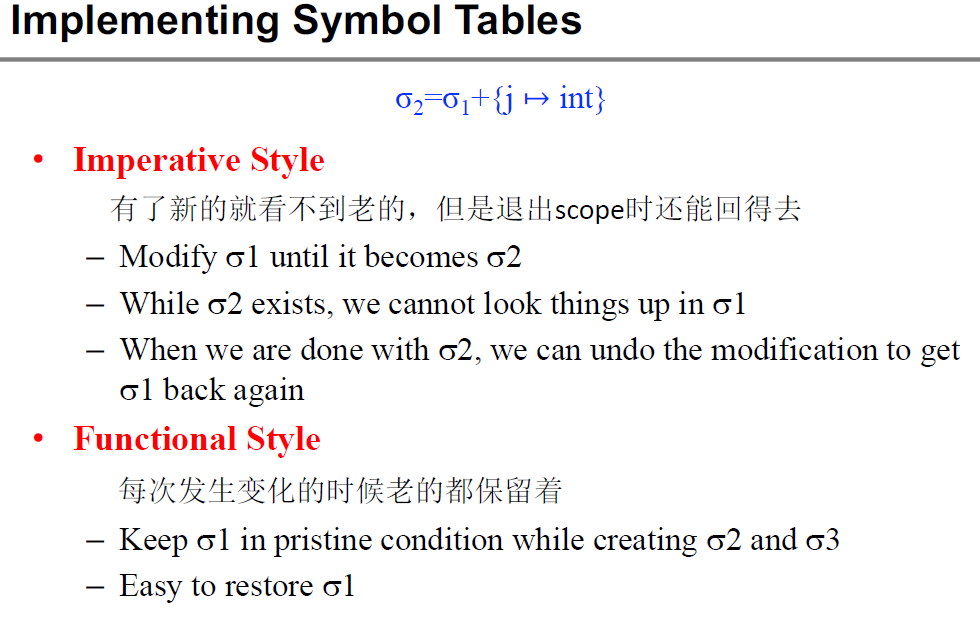 Implementing Symbol Tables
σ₂=σ₁+{j ↦ int}
• Imperative Style
有了新的就看不到老的，但是退出scope时还能回得去
– Modify σ1 until it becomes σ2
– While σ2 exists, we cannot look things up in σ1
– When we are done with σ2, we can undo the modification to get
σ1 back again
• Functional Style
每次发生变化的时候老的都保留着
– Keep σ1 in pristine condition while creating σ2 and σ3
– Easy to restore σ1